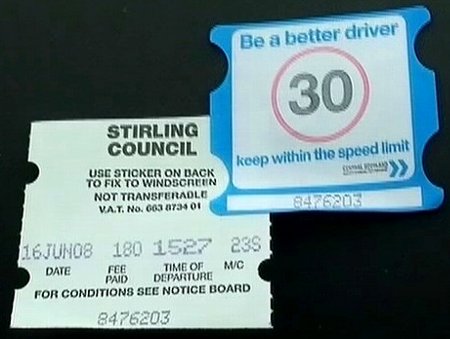 STIRLING
COUNCIL
USE STICKER ON BACK
TO FIX TO WINDSCREEN
NOT TRANSFERABLE
V.A.T. No. 663 8734 01
16JUN08 180 1527 23S
DATE FEE PAID TIME OF DEPARTURE M/C
FOR CONDITIONS SEE NOTICE BOARD
8476203
Be a better driver
30
keep within the speed limit
8476203